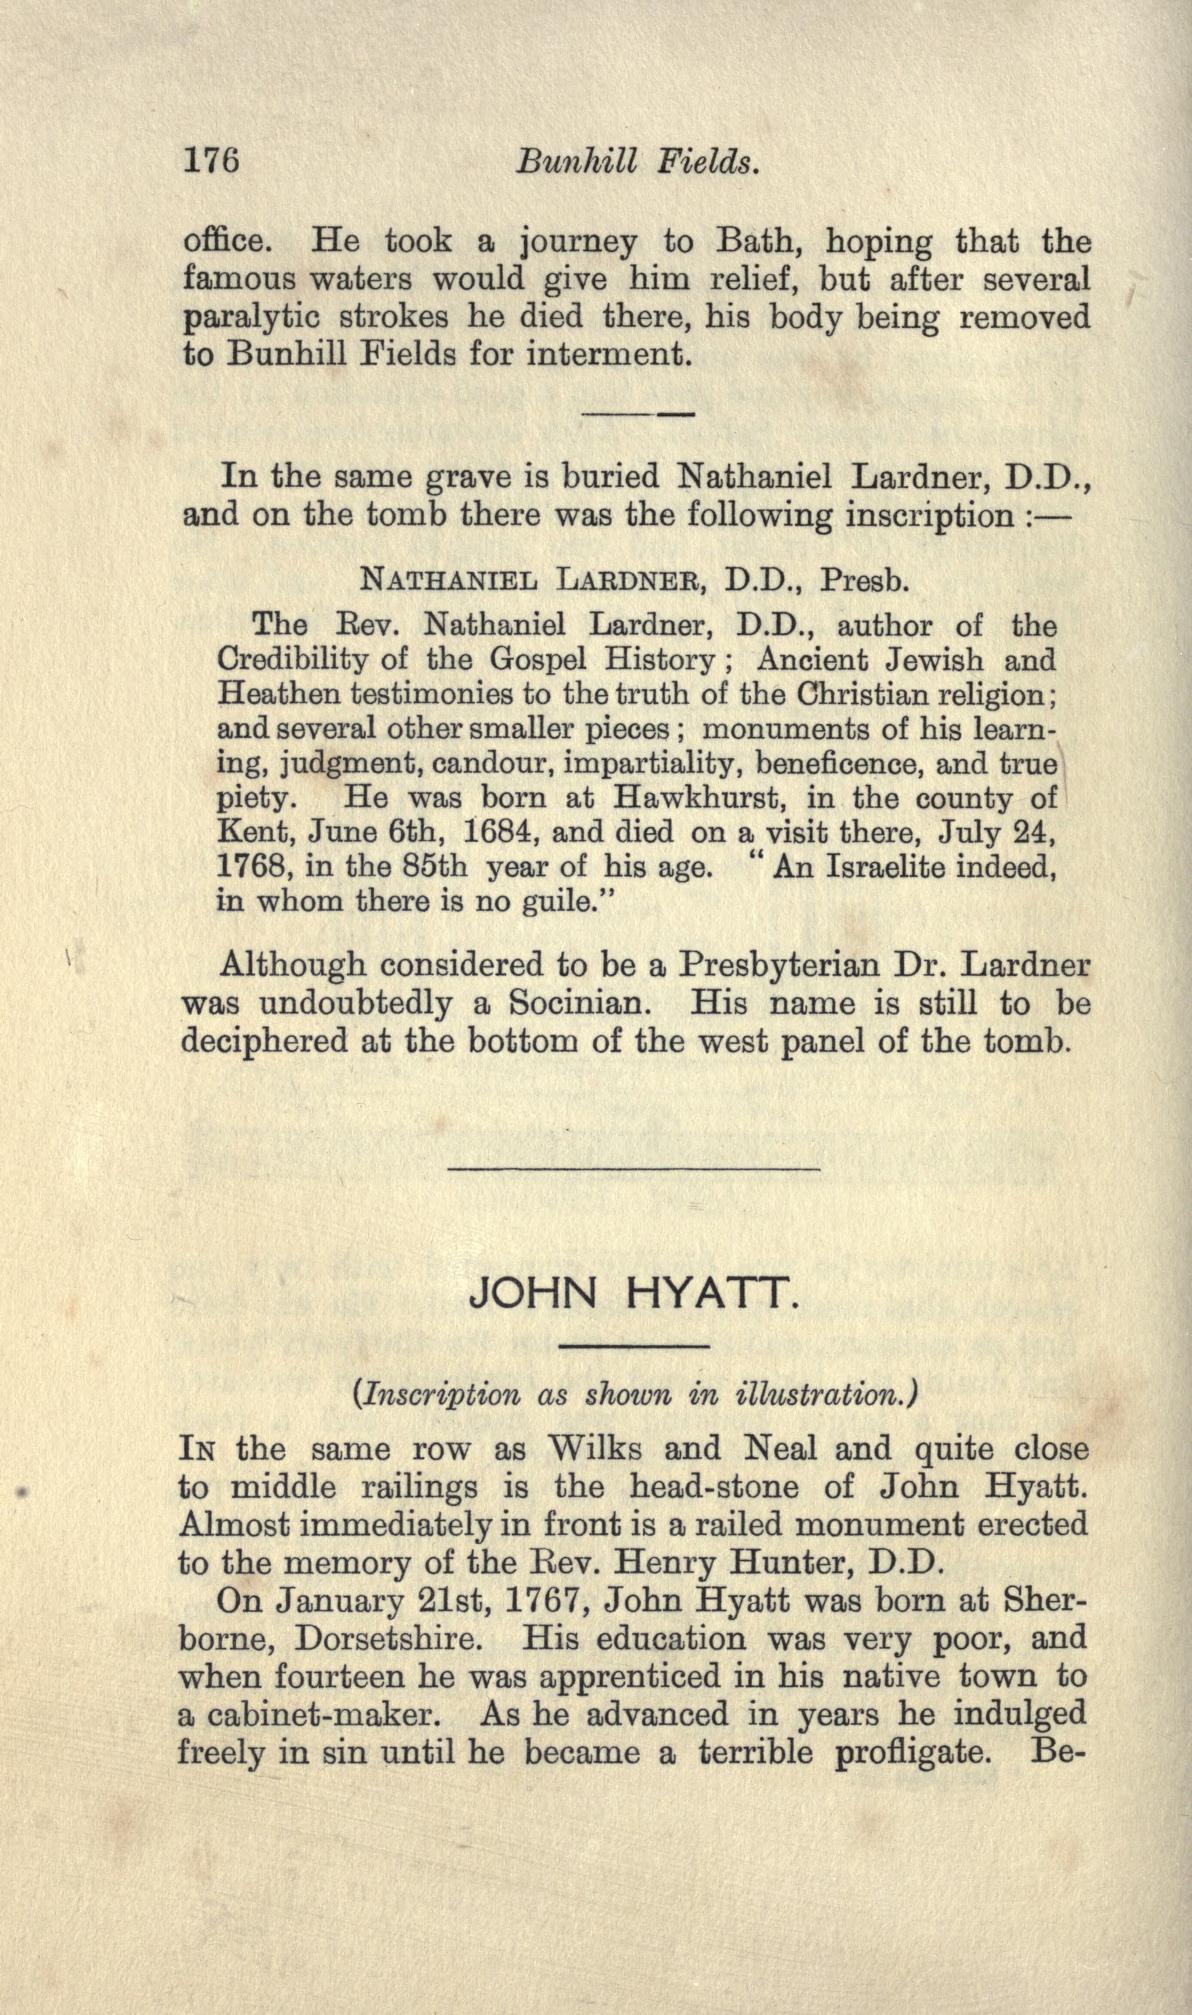 176 Bunhill Fields.
office. He took a journey to Bath, hoping that the
famous waters would give him relief, but after several
paralytic strokes he died there, his body being removed
to Bunhill Fields for interment.
In the same grave is buried Nathaniel Lardner, D.D.,
and on the tomb there was the following inscription :—
NATHANIEL LARDNER, D.D., Presb.
The Rev. Nathaniel Lardner, D.D., author of the
Credibility of the Gospel History ; Ancient Jewish and
Heathen testimonies to the truth of the Christian religion;
and several other smaller pieces ; monuments of his learn-
ing, judgment, candour, impartiality, beneficence, and true
piety. He was born at Hawkhurst, in the county of
Kent, June 6th, 1684, and died on a visit there, July 24,
1768, in the 85th year of his age. “ An Israelite indeed,
in whom there is no guile.”
Although considered to be a Presbyterian Dr. Lardner
was undoubtedly a Socinian. His name is still to be
deciphered at the bottom of the west panel of the tomb.
JOHN HYATT.
(Inscription as shown in illustration.)
IN the same row as Wilks and Neal and quite close
to middle railings is the head-stone of John Hyatt.
Almost immediately in front is a railed monument erected
to the memory of the Rev. Henry Hunter, D.D.
On January 21st, 1767, John Hyatt was born at Sher-
borne, Dorsetshire. His education was very poor, and
when fourteen he was apprenticed in his native town to
a cabinet-maker. As he advanced in years he indulged
freely in sin until he became a terrible profligate. Be-